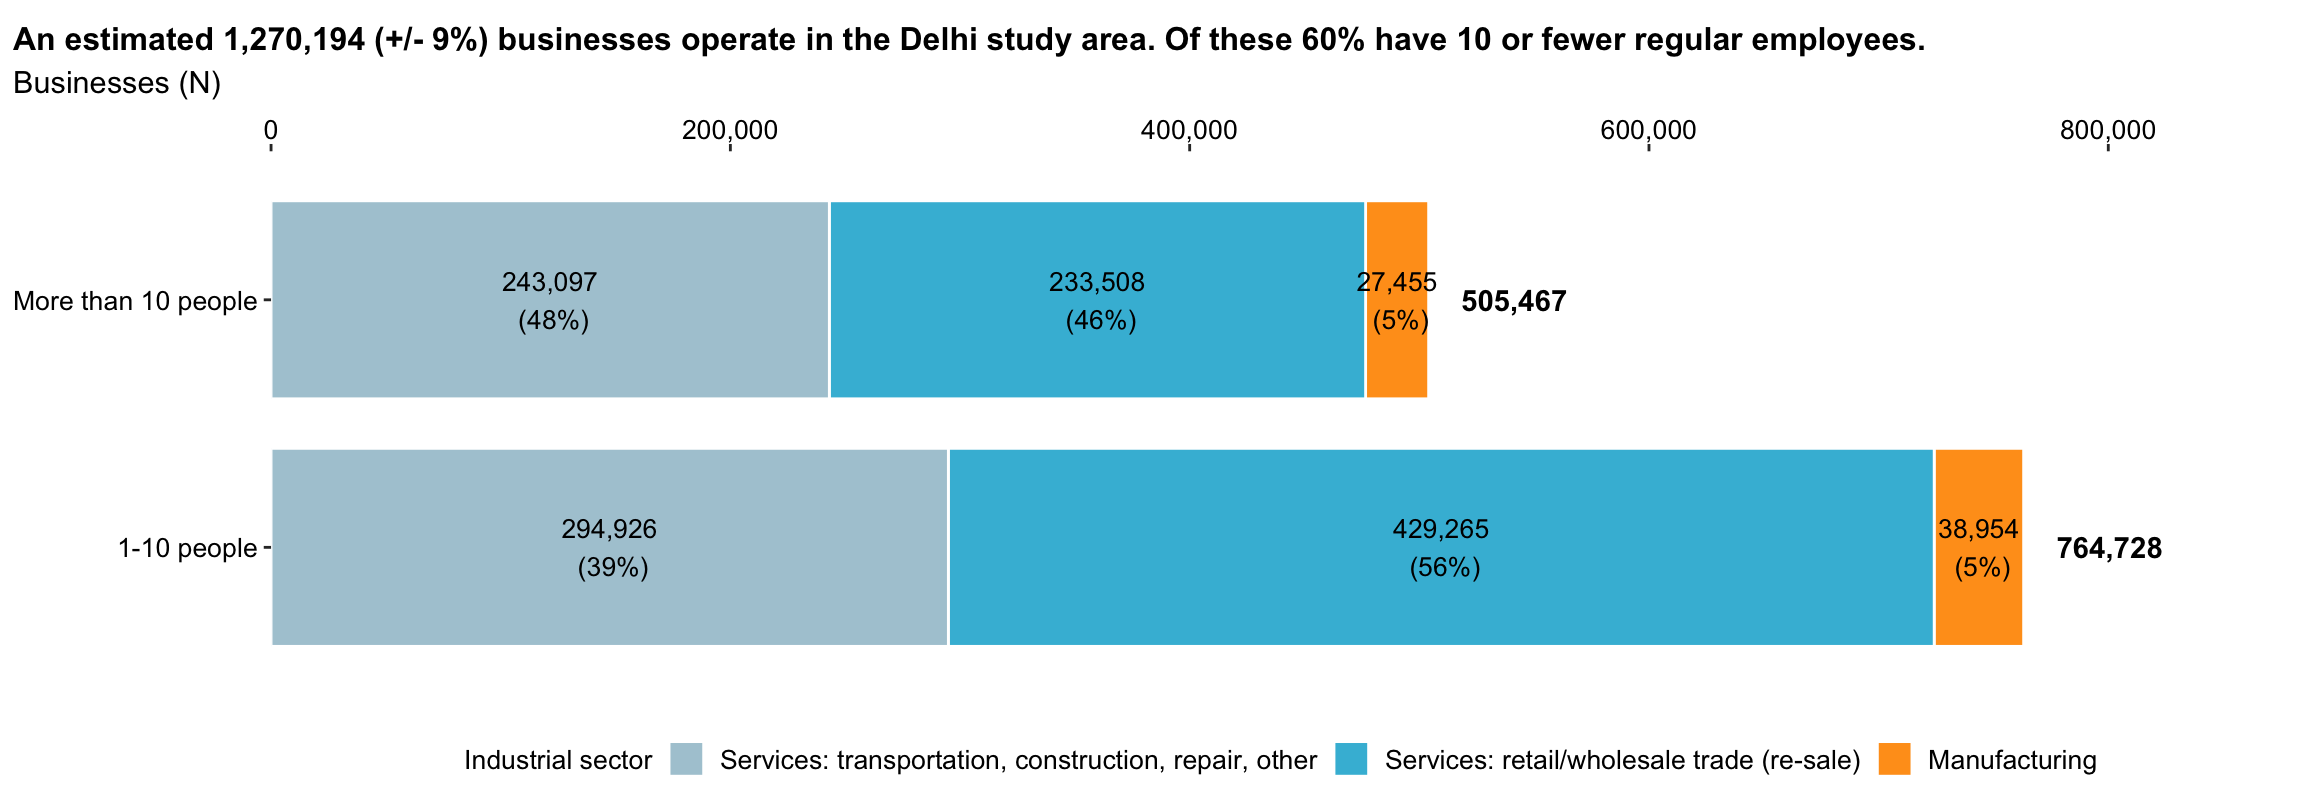 An estimated 1,270,194 (+/- 9%) businesses operate in the Delhi study area. Of these 60% have 10 or fewer regular employees.
Businesses (N)
0 200,000 400,000 600,000 800,000
More than 10 people
243,097
(48%)
233,508
(46%)
27,455
(5%)
505,467
1-10 people
294,926
(39%)
429,265
(56%)
38,954
(5%)
764,728
Industrial sector Services: transportation, construction, repair, other Services: retail/wholesale trade (re-sale) Manufacturing